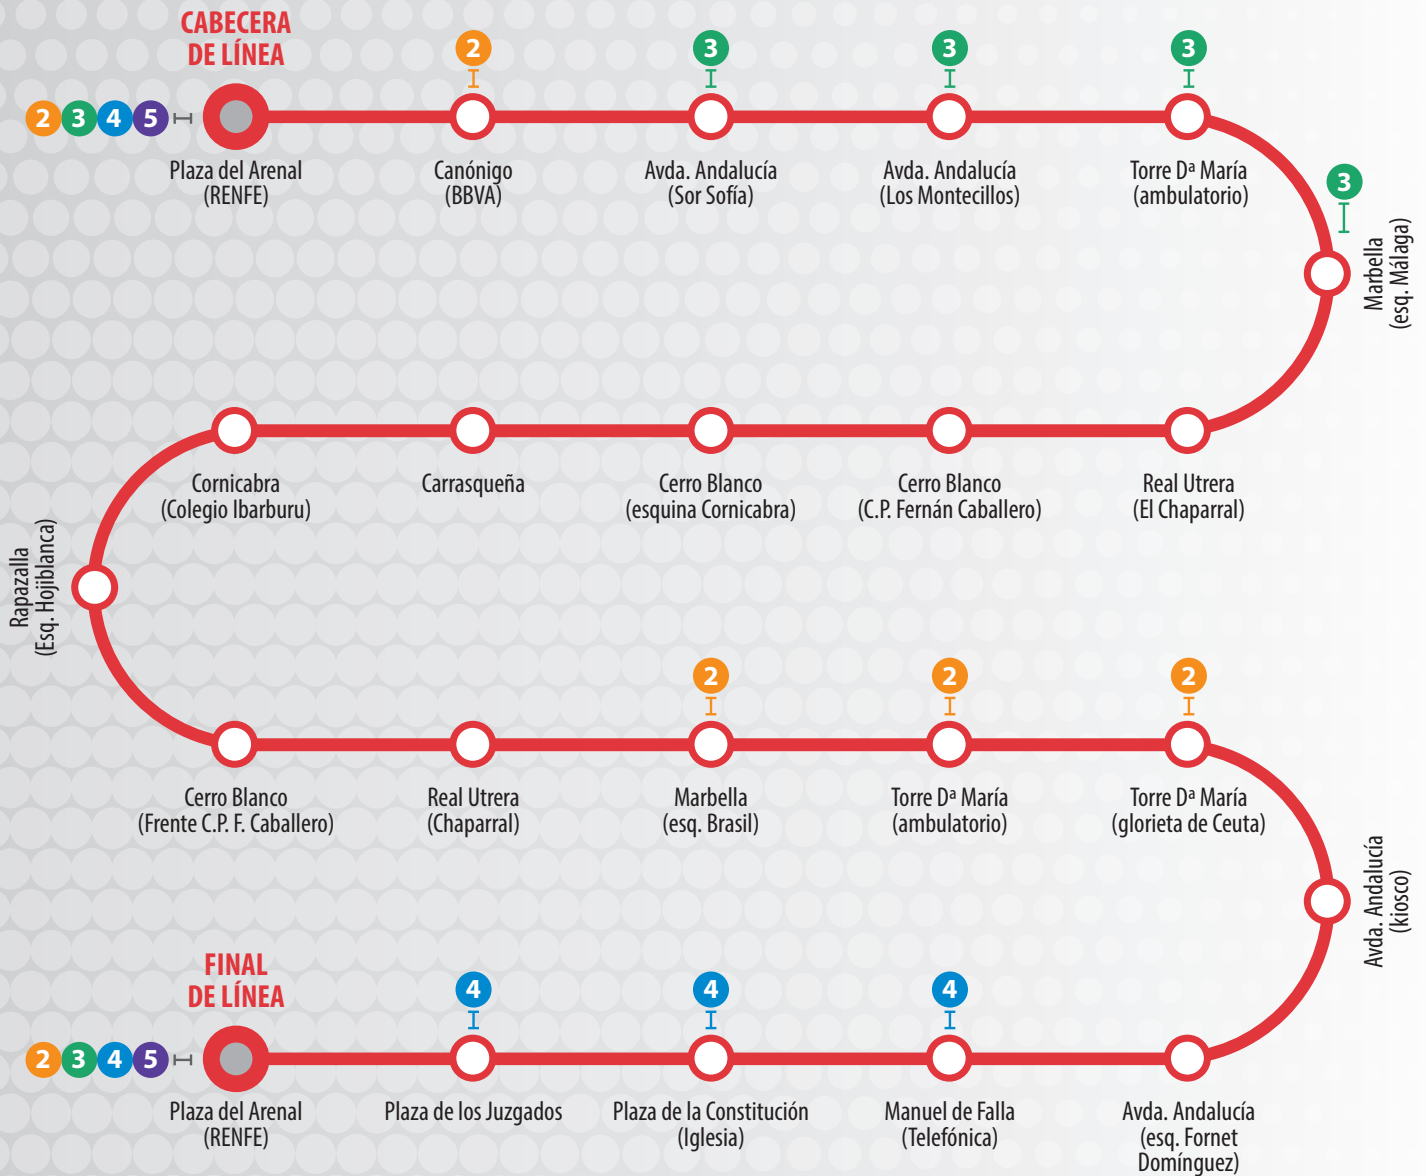 CABECERA
DE LÍNEA
2 3 4 5
Plaza del Arenal
(RENFE)
2
Canónigo
(BBVA)
3
Avda. Andalucía
(Sor Sofía)
3
Avda. Andalucía
(Los Montecillos)
3
Torre Dª María
(ambulatorio)
3
Marbella
(esq. Málaga)
Real Utrera
(El Chaparral)
Cerro Blanco
(C.P. Fernán Caballero)
Cerro Blanco
(esquina Cornicabra)
Carrasqueña
Cornicabra
(Colegio Ibarburu)
Rapazalla
(Esq. Hojiblanca)
Cerro Blanco
(Frente C.P. F. Caballero)
Real Utrera
(Chaparral)
2
Marbella
(esq. Brasil)
2
Torre Dª María
(ambulatorio)
2
Torre Dª María
(glorieta de Ceuta)
Avda. Andalucía
(kiosco)
Avda. Andalucía
(esq. Fornet
Domínguez)
4
Manuel de Falla
(Telefónica)
4
Plaza de la Constitución
(Iglesia)
4
Plaza de los Juzgados
FINAL
DE LÍNEA
2 3 4 5
Plaza del Arenal
(RENFE)